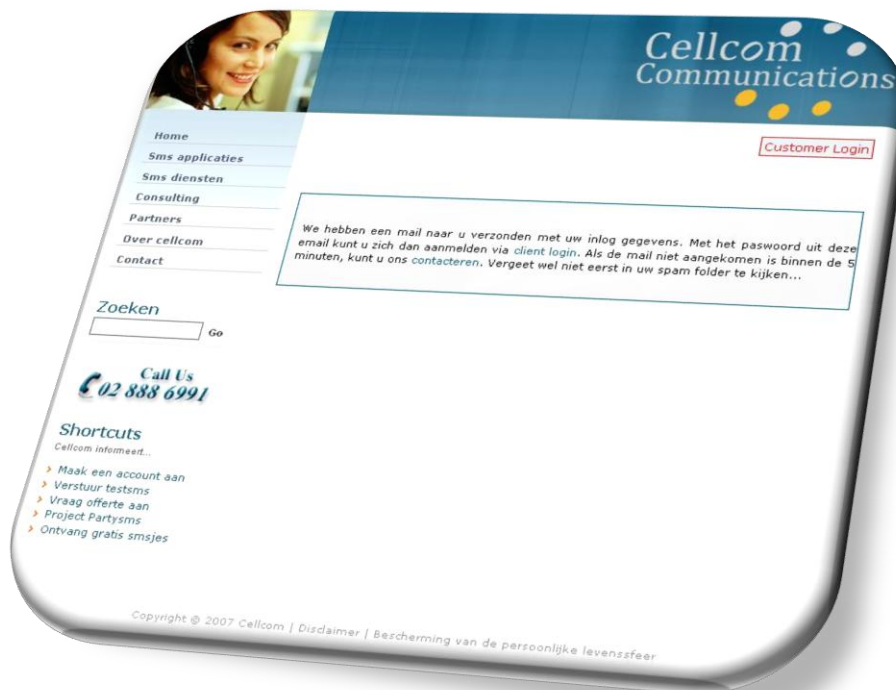 Cellcom
Communications
Customer Login
Home
Sms applicaties
Sms diensten
Consulting
Partners
Over cellcom
Contact
We hebben een mail naar u verzonden met uw inlog gegevens. Met het paswoord uit deze
email kunt u zich dan aanmelden via client login. Als de mail niet aangekomen is binnen de 5
minuten, kunt u ons contacteren. Vergeet wel niet eerst in uw spam folder te kijken...
Zoeken
Go
Call Us
02 888 6991
Shortcuts
Cellcom informeert...
Maak een account aan
Verstuur testsms
Vraag offerte aan
Project Partysms
Ontvang gratis smsjes
Copyright @ 2007 Cellcom | Disclaimer | Bescherming van de persoonlijke levenssfeer